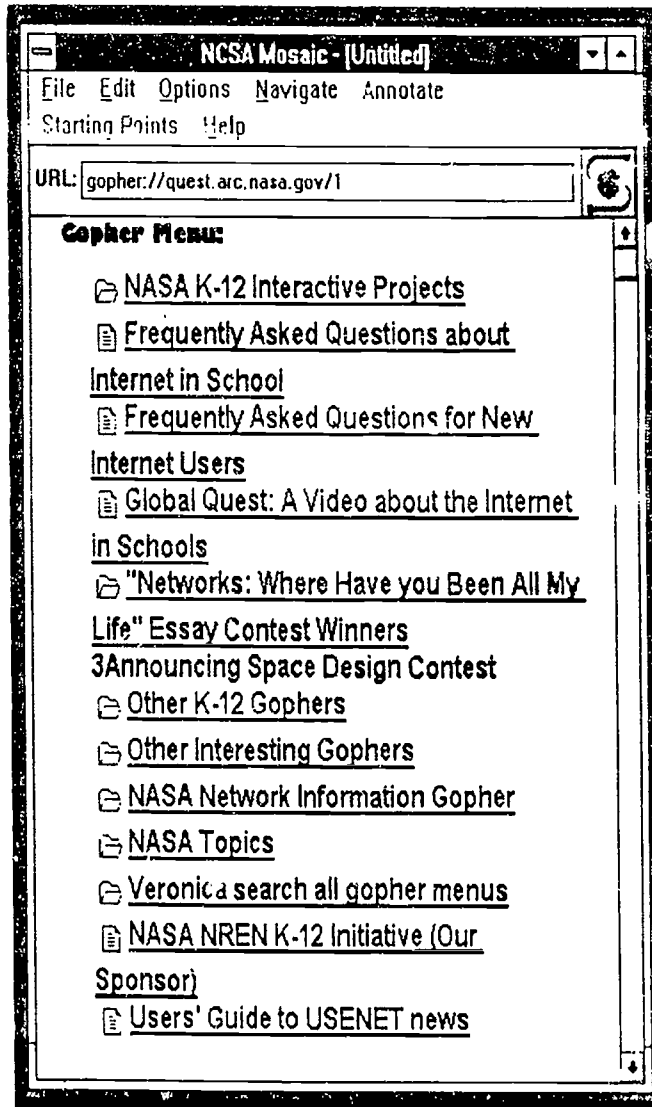 NCSA Mosaic - [Untitled]
File Edit Options Navigate Annotate
Starting Points Help
URL: gopher://quest.arc.nasa.gov/1
Gopher Menu:
NASA K-12 Interactive Projects
Frequently Asked Questions about
Internet in School
Frequently Asked Questions for New
Internet Users
Global Quest: A Video about the Internet
in Schools
"Networks: Where Have you Been All My
Life" Essay Contest Winners
3Announcing Space Design Contest
Other K-12 Gophers
Other Interesting Gophers
NASA Network Information Gopher
NASA Topics
Veronica search all gopher menus
NASA NREN K-12 Initiative (Our
Sponsor)
Users' Guide to USENET news